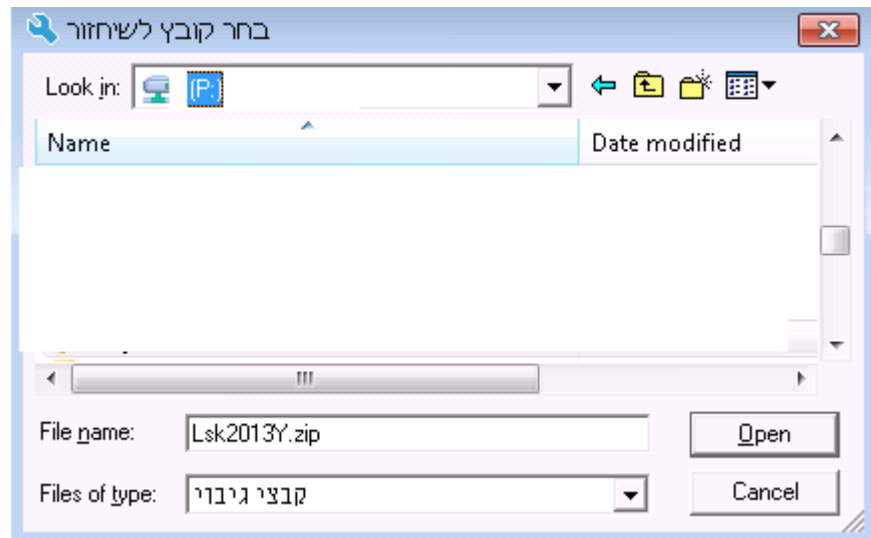 בחר קובץ לשיחזור
Look in: (P:)
Name Date modified
File name: Lsk2013Y.zip Open
Files of type: קבצי גיבוי Cancel